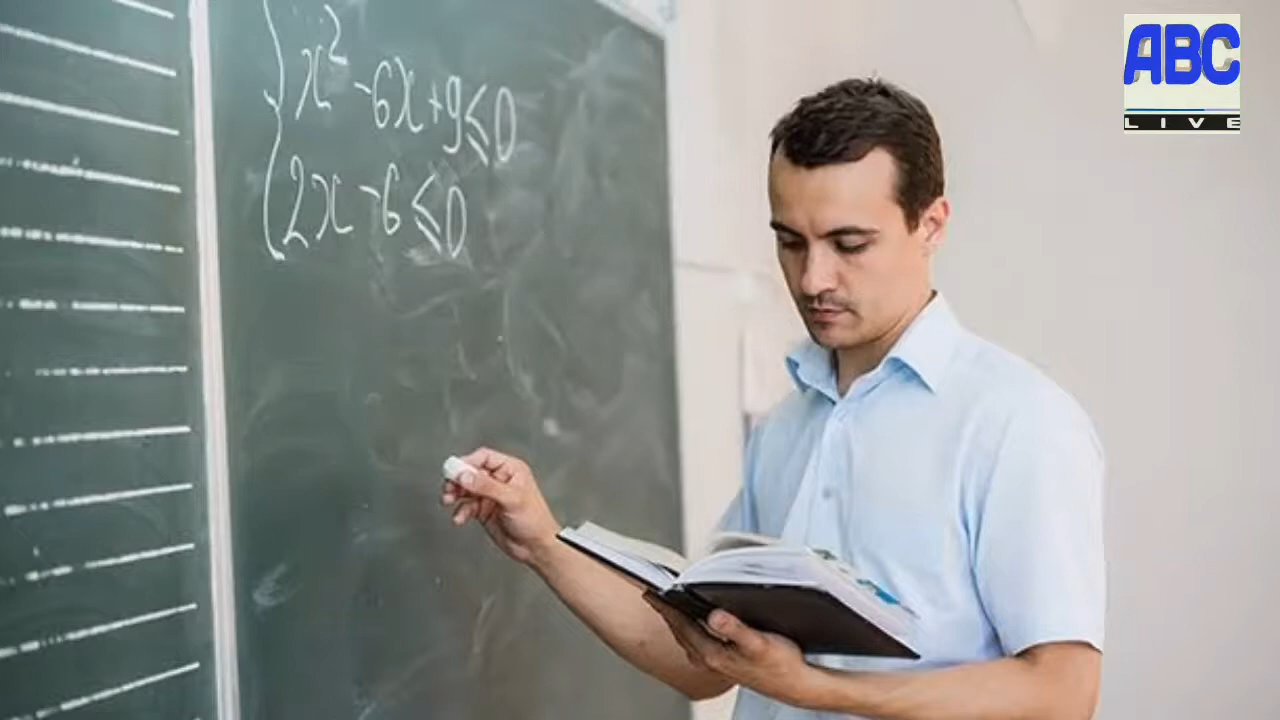 x² - 6x + 9 ⩽ 0
2x - 6 ⩽ 0
ABC
LIVE